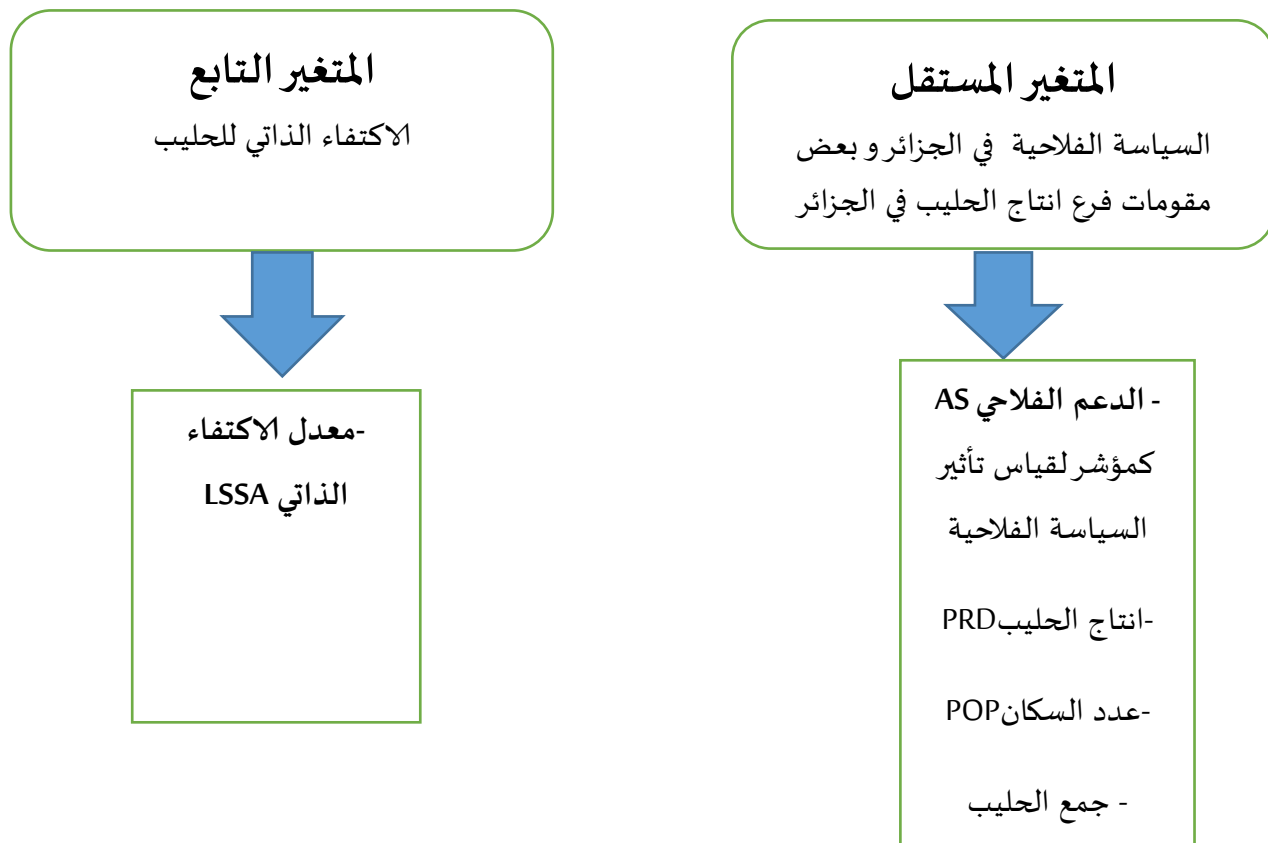 المتغير المستقل
السياسة الفلاحية في الجزائر و بعض
مقومات فرع انتاج الحليب في الجزائر
المتغير التابع
الاكتفاء الذاتي للحليب
- الدعم الفلاحي AS
كمؤشر لقياس تأثير
السياسة الفلاحية
-انتاج الحليبPRD
-عدد السكانPOP
- جمع الحليب
-معدل الاكتفاء
الذاتي LSSA